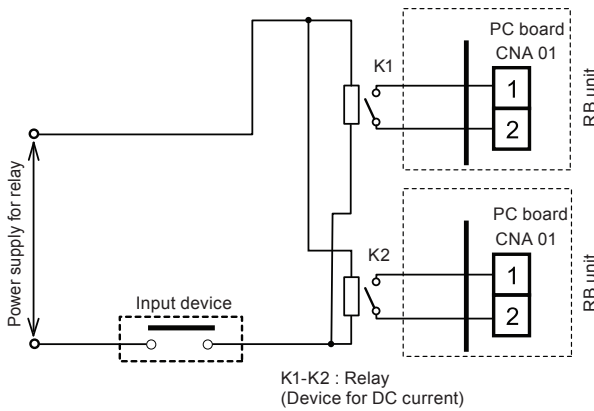 PC board
CNA 01
K1
1
2
RB unit
Power supply for relay
PC board
CNA 01
K2
1
2
RB unit
Input device
K1-K2 : Relay
(Device for DC current)